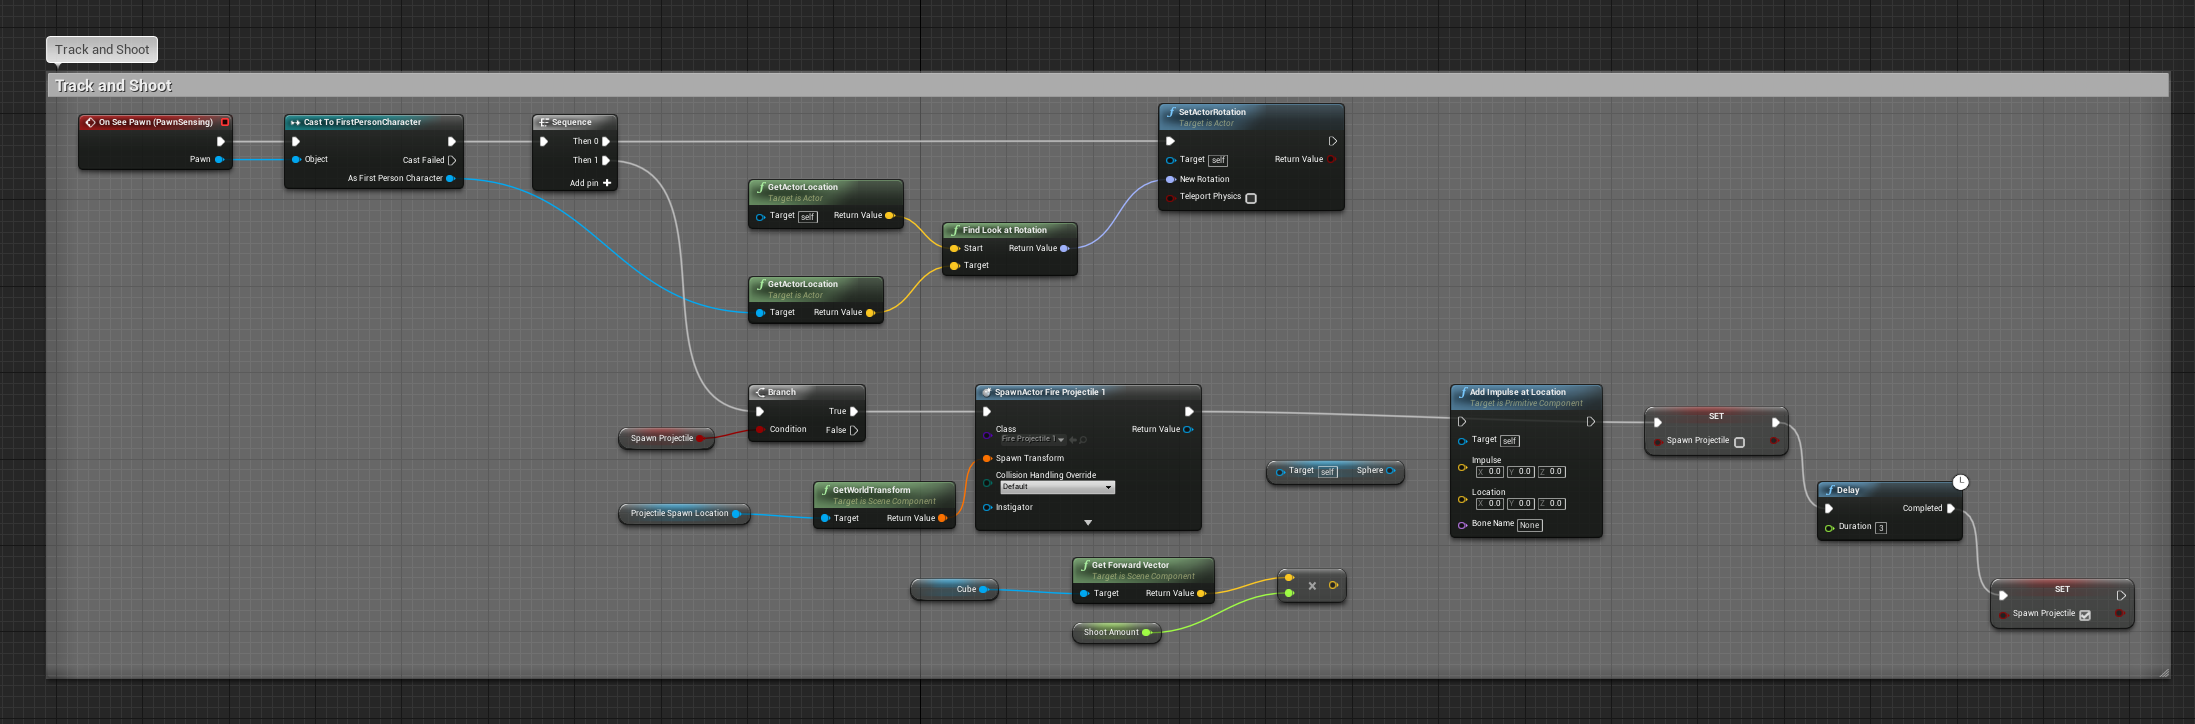 Track and Shoot
Track and Shoot
On See Pawn (PawnSensing)
Pawn
Cast To FirstPersonCharacter
Object
Cast Failed
As First Person Character
Sequence
Then 0
Then 1
Add pin
GetActorLocation
Target is Actor
Target self Return Value
GetActorLocation
Target is Actor
Target Return Value
Find Look at Rotation
Start Return Value
Target
SetActorRotation
Target is Actor
Target self Return Value
New Rotation
Teleport Physics
Branch
True
Condition False
Spawn Projectile
Projectile Spawn Location
GetWorldTransform
Target is Scene Component
Target Return Value
SpawnActor Fire Projectile 1
Class Return Value
Fire Projectile 1
Spawn Transform
Collision Handling Override
Default
Instigator
Cube
Get Forward Vector
Target is Scene Component
Target Return Value
Shoot Amount
Target self Sphere
Add Impulse at Location
Target is Primitive Component
Target self
Impulse
X 0.0 Y 0.0 Z 0.0
Location
X 0.0 Y 0.0 Z 0.0
Bone Name None
SET
Spawn Projectile
Delay
Completed
Duration 3
SET
Spawn Projectile